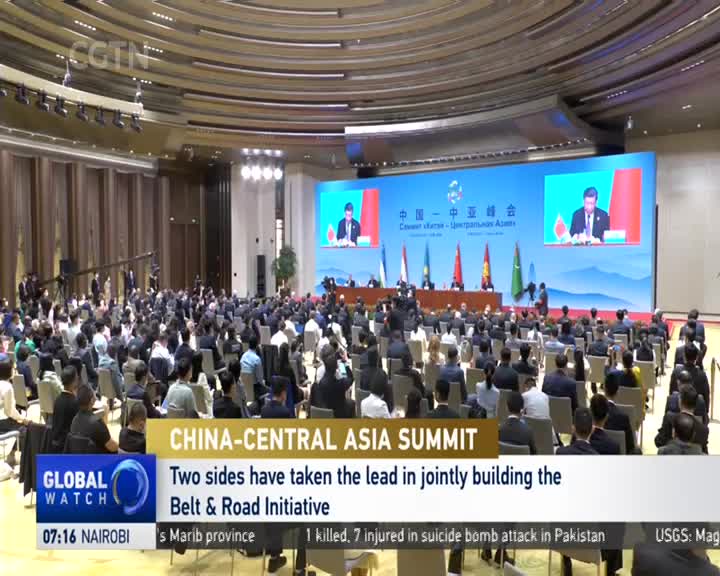 CGTN
中国－中亚峰会
Саммит «Китай – Центральная Азия»
CHINA-CENTRAL ASIA SUMMIT
Two sides have taken the lead in jointly building the
Belt & Road Initiative
GLOBAL
WATCH
07:16 NAIROBI
's Marib province 1 killed, 7 injured in suicide bomb attack in Pakistan USGS: Mag